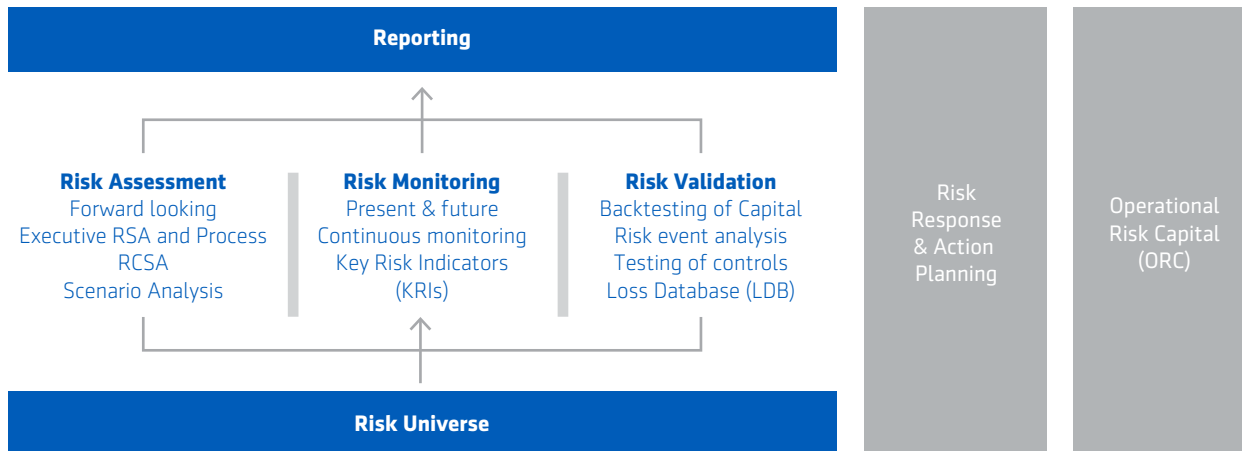 Reporting
Risk Assessment
Forward looking
Executive RSA and Process
RCSA
Scenario Analysis
Risk Monitoring
Present & future
Continuous monitoring
Key Risk Indicators
(KRIs)
Risk Validation
Backtesting of Capital
Risk event analysis
Testing of controls
Loss Database (LDB)
Risk Universe
Risk
Response
& Action
Planning
Operational
Risk Capital
(ORC)